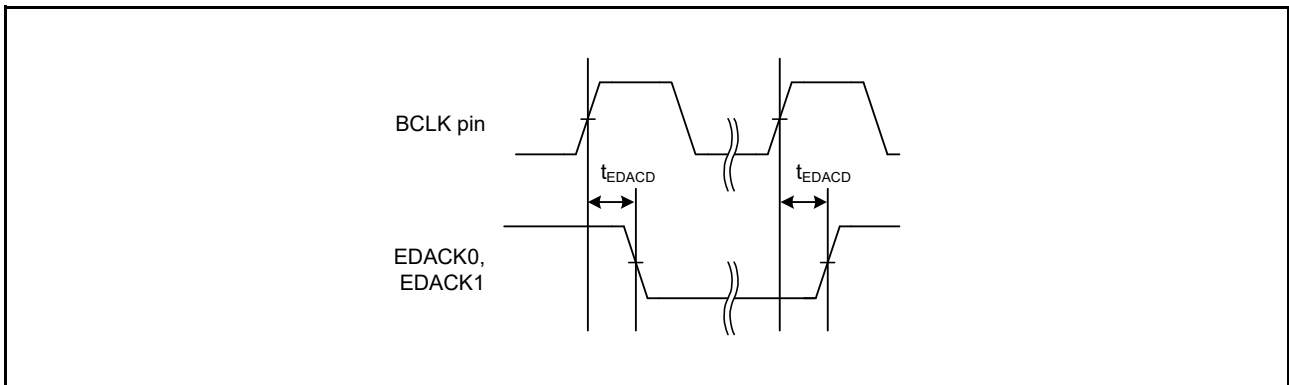 BCLK pin
tEDACD
tEDACD
EDACK0,
EDACK1